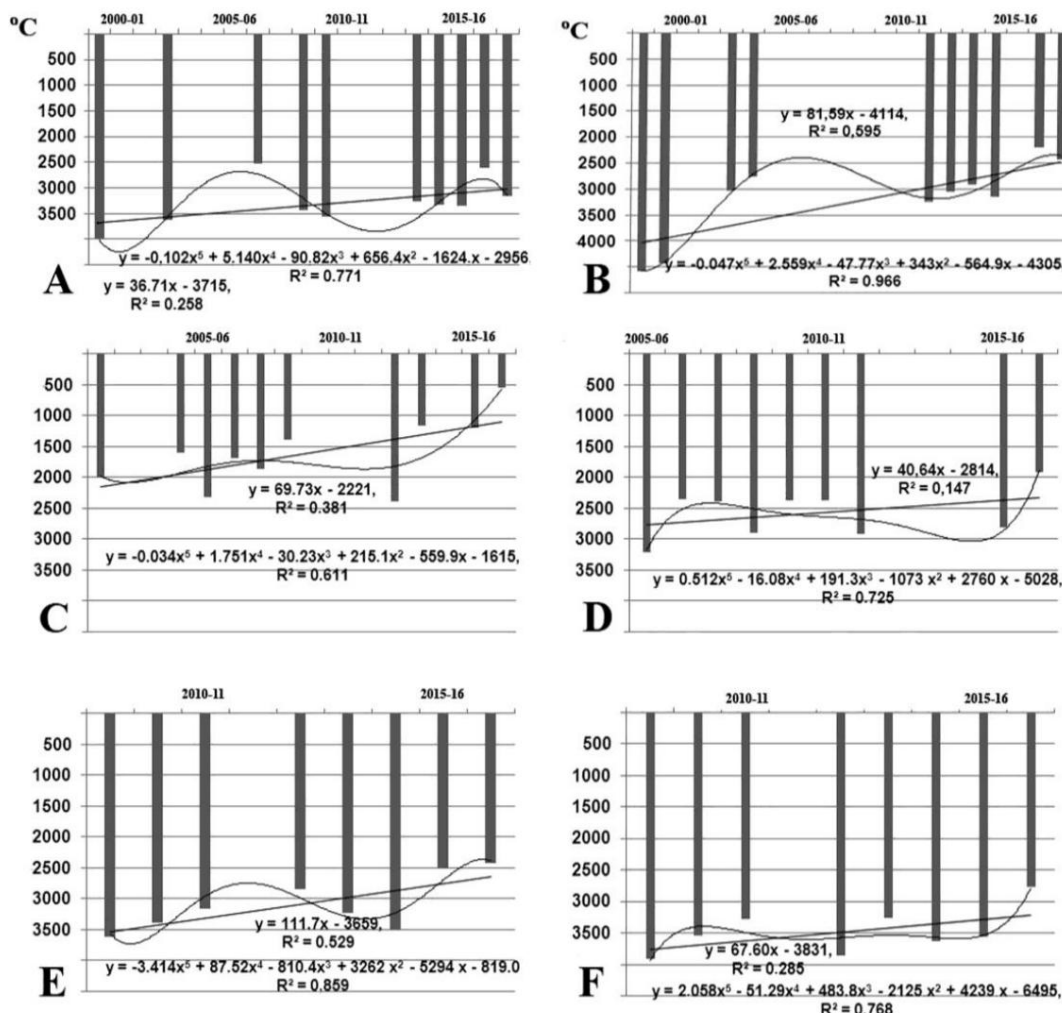 ºC
2000-01 2005-06 2010-11 2015-16
500
1000
1500
2000
2500
3000
3500
y = -0,102x⁵ + 5.140x⁴ - 90.82x³ + 656.4x² - 1624.x - 2956
R² = 0.771
y = 36.71x - 3715,
R² = 0.258
A
ºC
2000-01 2005-06 2010-11 2015-16
500
1000
1500
2000
2500
3000
3500
4000
y = 81,59x - 4114,
R² = 0,595
y = -0.047x⁵ + 2.559x⁴ - 47.77x³ + 343x² - 564.9x - 4305
R² = 0.966
B
2005-06 2010-11 2015-16
500
1000
1500
2000
2500
3000
3500
y = 69.73x - 2221,
R² = 0.381
y = -0.034x⁵ + 1.751x⁴ - 30.23x³ + 215.1x² - 559.9x - 1615,
R² = 0.611
C
2005-06 2010-11 2015-16
500
1000
1500
2000
2500
3000
3500
y = 40,64x - 2814,
R² = 0,147
y = 0.512x⁵ - 16.08x⁴ + 191.3x³ - 1073 x² + 2760 x - 5028,
R² = 0.725
D
2010-11 2015-16
500
1000
1500
2000
2500
3000
3500
y = 111.7x - 3659,
R² = 0.529
y = -3.414x⁵ + 87.52x⁴ - 810.4x³ + 3262 x² - 5294 x - 819.0
R² = 0.859
E
2010-11 2015-16
500
1000
1500
2000
2500
3000
3500
y = 67.60x - 3831,
R² = 0.285
y = 2.058x⁵ - 51.29x⁴ + 483.8x³ - 2125 x² + 4239 x - 6495,
R² = 0.768
F